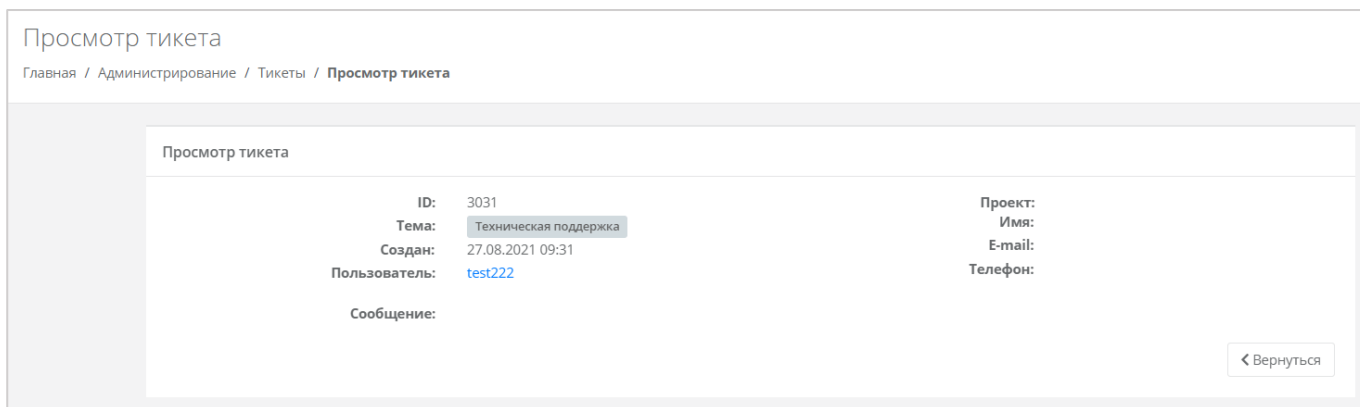 Просмотр тикета
Главная / Администрирование / Тикеты / Просмотр тикета
Просмотр тикета
ID: 3031
Тема: Техническая поддержка
Создан: 27.08.2021 09:31
Пользователь: test222
Сообщение:
Проект:
Имя:
E-mail:
Телефон:
Вернуться